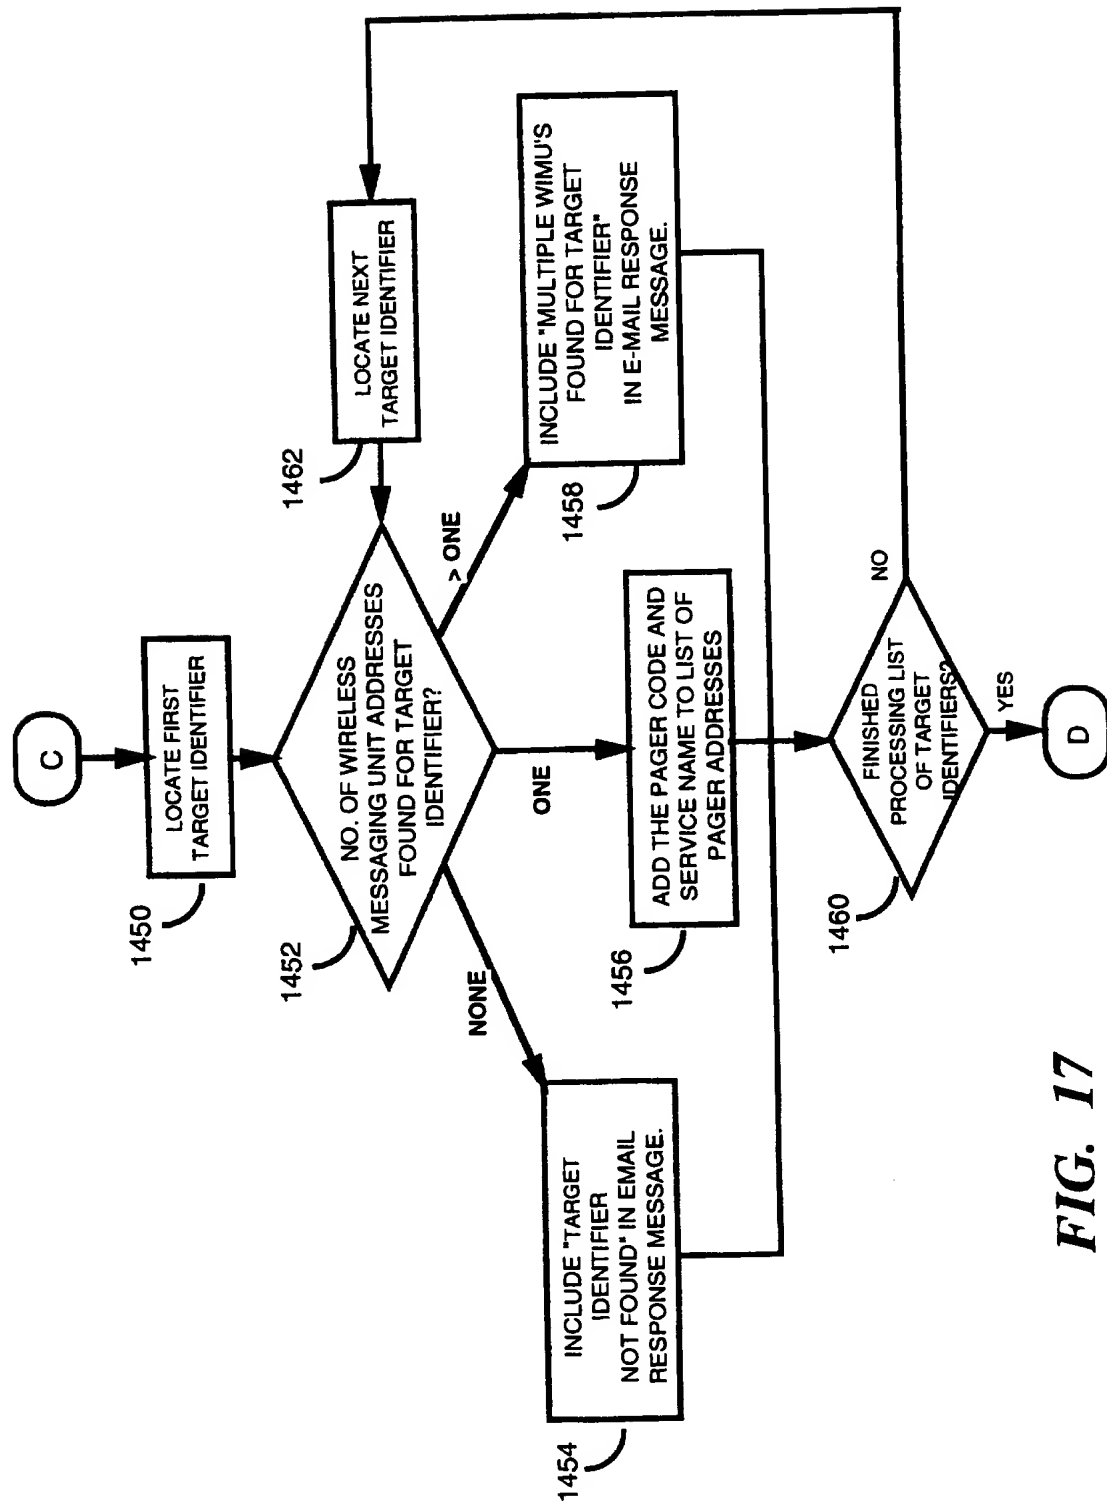 C
1450
LOCATE FIRST
TARGET IDENTIFIER
1462
LOCATE NEXT
TARGET IDENTIFIER
1452
NO. OF WIRELESS
MESSAGING UNIT ADDRESSES
FOUND FOR TARGET
IDENTIFIER?
NONE
ONE
> ONE
1454
INCLUDE "TARGET
IDENTIFIER
NOT FOUND" IN EMAIL
RESPONSE MESSAGE.
1456
ADD THE PAGER CODE AND
SERVICE NAME TO LIST OF
PAGER ADDRESSES
1458
INCLUDE "MULTIPLE WIMU'S
FOUND FOR TARGET
IDENTIFIER"
IN E-MAIL RESPONSE
MESSAGE.
1460
FINISHED
PROCESSING LIST
OF TARGET
IDENTIFIERS?
NO
YES
D
FIG. 17